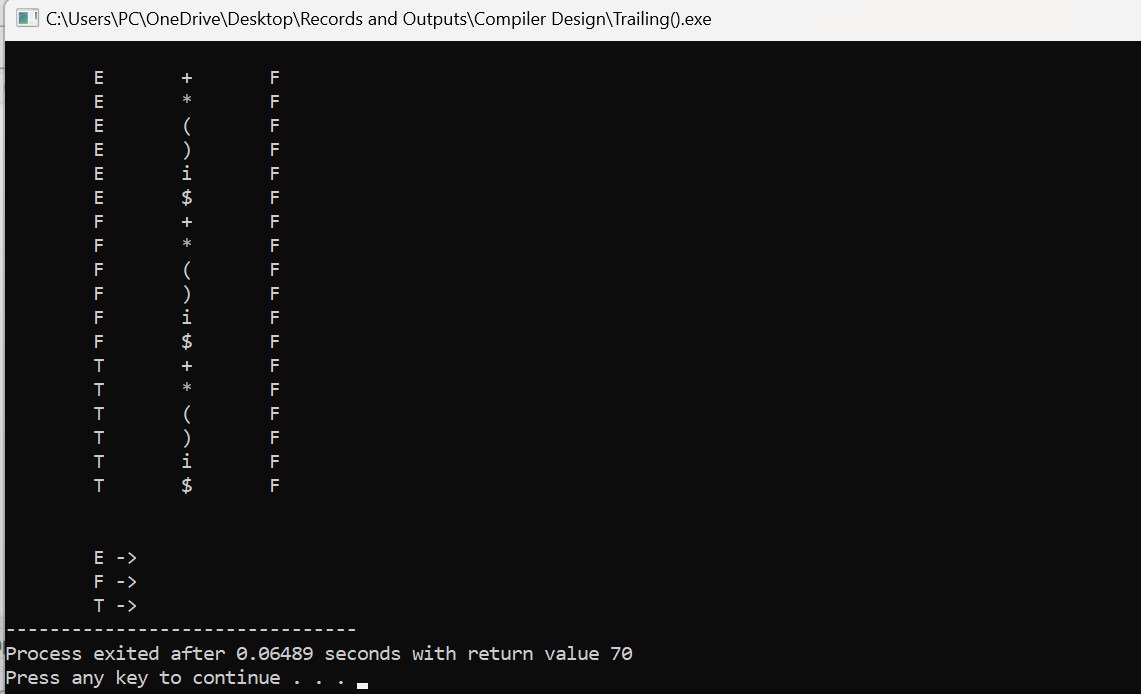 C:\Users\PC\OneDrive\Desktop\Records and Outputs\Compiler Design\Trailing().exe
E + F
E * F
E ( F
E ) F
E i F
E $ F
F + F
F * F
F ( F
F ) F
F i F
F $ F
T + F
T * F
T ( F
T ) F
T i F
T $ F
E ->
F ->
T ->
--------------------------------
Process exited after 0.06489 seconds with return value 70
Press any key to continue . . .